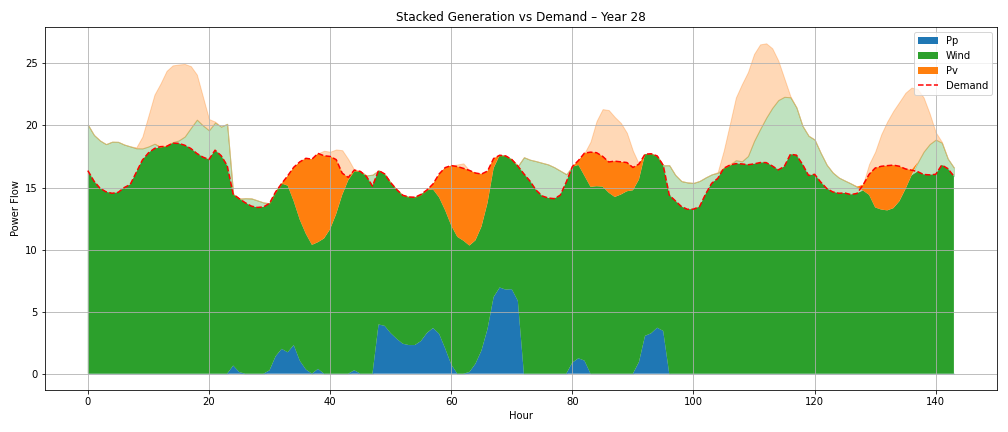 Stacked Generation vs Demand – Year 28
Power Flow
25
20
15
10
5
0
Pp
Wind
Pv
Demand
0 20 40 60 80 100 120 140
Hour